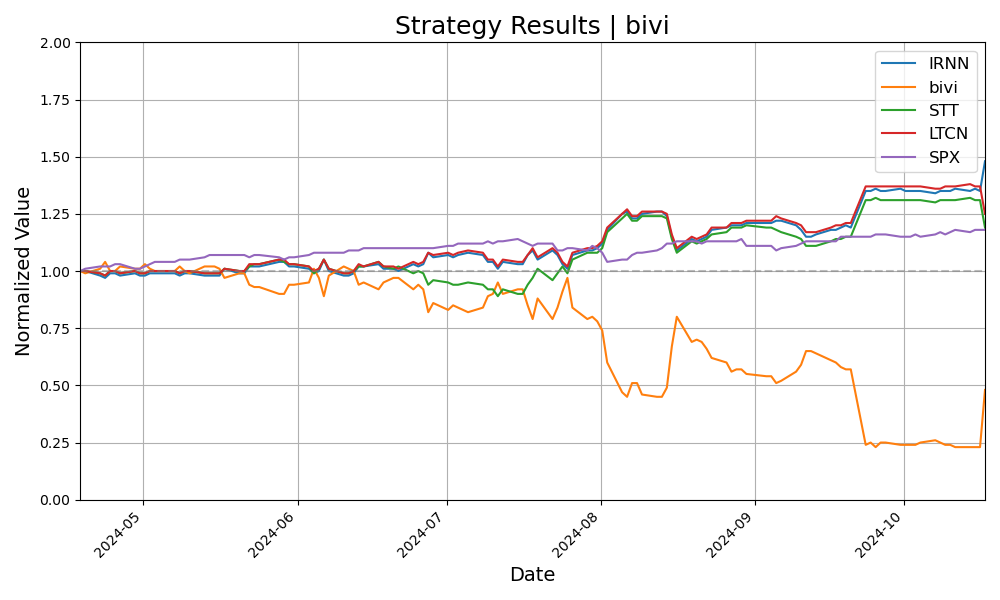 Strategy Results | bivi
Normalized Value
2.00
1.75
1.50
1.25
1.00
0.75
0.50
0.25
0.00
IRNN
bivi
STT
LTCN
SPX
2024-05
2024-06
2024-07
2024-08
2024-09
2024-10
Date